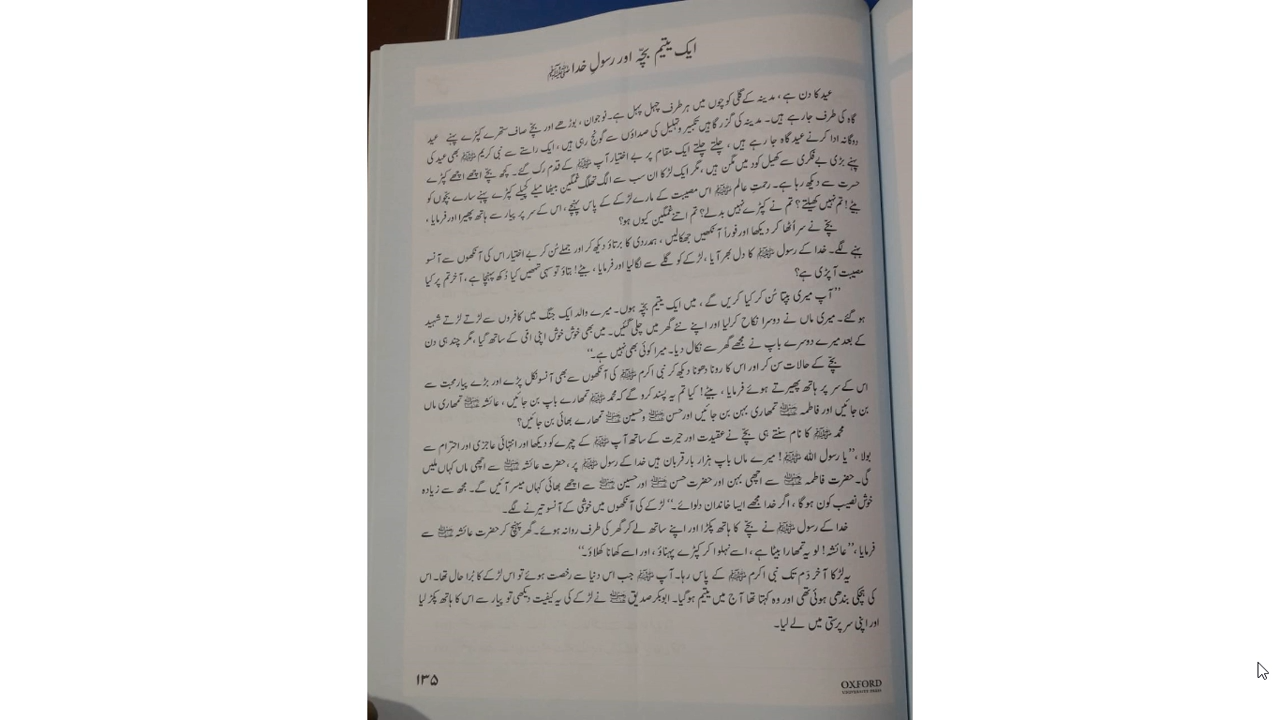 ایک یتیم بچّہ اور رسولِ خدا ﷺ
عید کا دن ہے، مدینہ کے گلی کوچوں میں ہر طرف چہل پہل ہے۔ نوجوان، بوڑھے اور بچّے صاف ستھرے کپڑے پہنے عید
گاہ کی طرف جا رہے ہیں۔ مدینہ کی گزر گاہیں تکبیر و تہلیل کی صداؤں سے گونج رہی ہیں، ایک راستے سے نبی کریم ﷺ بھی عید کی
دوگانہ ادا کرنے عید گاہ جا رہے ہیں، چلتے چلتے ایک مقام پر بے اختیار آپ ﷺ کے قدم رک گئے۔ کچھ بچّے اچھے اچھے کپڑے
پہنے بڑی بے فکری سے کھیل کود میں مگن ہیں، مگر ایک لڑکا ان سب سے الگ تھلگ غمگین بیٹھا میلے کچیلے کپڑے پہنے سارے بچّوں کو
حسرت سے دیکھ رہا ہے۔ رحمتِ عالم ﷺ اس مصیبت کے مارے لڑکے کے پاس پہنچے، اس کے سر پر پیار سے ہاتھ پھیرا اور فرمایا،
بیٹے! تم نہیں کھیلتے؟ تم نے کپڑے نہیں بدلے؟ تم اتنے غمگین کیوں ہو؟
بچّے نے سر اُٹھا کر دیکھا اور فوراً آنکھیں جھکا لیں، ہمدردی کا برتاؤ دیکھ کر اور جملے سُن کر بے اختیار اس کی آنکھوں سے آنسو
بہنے لگے۔ خدا کے رسول ﷺ کا دل بھر آیا، لڑکے کو گلے سے لگا لیا اور فرمایا، بیٹے! بتاؤ تو سہی تمھیں کیا دُکھ پہنچا ہے، آخر تم پر کیا
مصیبت آ پڑی ہے؟
”آپ میری بپتا سُن کر کیا کریں گے، میں ایک یتیم بچّہ ہوں۔ میرے والد ایک جنگ میں کافروں سے لڑتے لڑتے شہید
ہو گئے۔ میری ماں نے دوسرا نکاح کر لیا اور اپنے نئے گھر میں چلی گئیں۔ میں بھی خوش خوش اپنی امّی کے ساتھ گیا، مگر چند ہی دن
کے بعد میرے دوسرے باپ نے مجھے گھر سے نکال دیا۔ میرا کوئی بھی نہیں ہے۔“
بچّے کے حالات سن کر اور اس کا رونا دھونا دیکھ کر نبی اکرم ﷺ کی آنکھوں سے بھی آنسو نکل پڑے اور بڑے پیار محبت سے
اس کے سر پر ہاتھ پھیرتے ہوئے فرمایا، بیٹے! کیا تم یہ پسند کرو گے کہ محمد ﷺ تمھارے باپ بن جائیں، عائشہ تمھاری ماں
بن جائیں اور فاطمہ تمھاری بہن بن جائیں اور حسن و حسین تمھارے بھائی بن جائیں؟
محمد ﷺ کا نام سنتے ہی بچّے نے عقیدت اور حیرت کے ساتھ آپ ﷺ کے چہرے کو دیکھا اور انتہائی عاجزی اور احترام سے
بولا، ”یا رسول اللہ ﷺ! میرے ماں باپ ہزار بار قربان ہیں خدا کے رسول ﷺ پر، حضرت عائشہ سے اچھی ماں کہاں ملیں
گی۔ حضرت فاطمہ سے اچھی بہن اور حضرت حسن اور حسین سے اچھے بھائی کہاں میسر آئیں گے۔ مجھ سے زیادہ
خوش نصیب کون ہو گا، اگر خدا مجھے ایسا خاندان دلوائے۔“ لڑکے کی آنکھوں میں خوشی کے آنسو تیرنے لگے۔
خدا کے رسول ﷺ نے بچّے کا ہاتھ پکڑا اور اپنے ساتھ لے کر گھر کی طرف روانہ ہوئے۔ گھر پہنچ کر حضرت عائشہ سے
فرمایا، ”عائشہ! لو یہ تمھارا بیٹا ہے، اسے نہلوا کر کپڑے پہناؤ، اور اسے کھانا کھلاؤ۔“
یہ لڑکا آخر دَم تک نبی اکرم ﷺ کے پاس رہا۔ آپ ﷺ جب اس دنیا سے رخصت ہوئے تو اس لڑکے کا بُرا حال تھا۔ اس
کی ہچکی بندھی ہوئی تھی اور وہ کہتا تھا آج میں یتیم ہو گیا۔ ابوبکر صدیق نے لڑکے کی یہ کیفیت دیکھی تو پیار سے اس کا ہاتھ پکڑ لیا
اور اپنی سرپرستی میں لے لیا۔
۱۳۵
OXFORD
UNIVERSITY PRESS